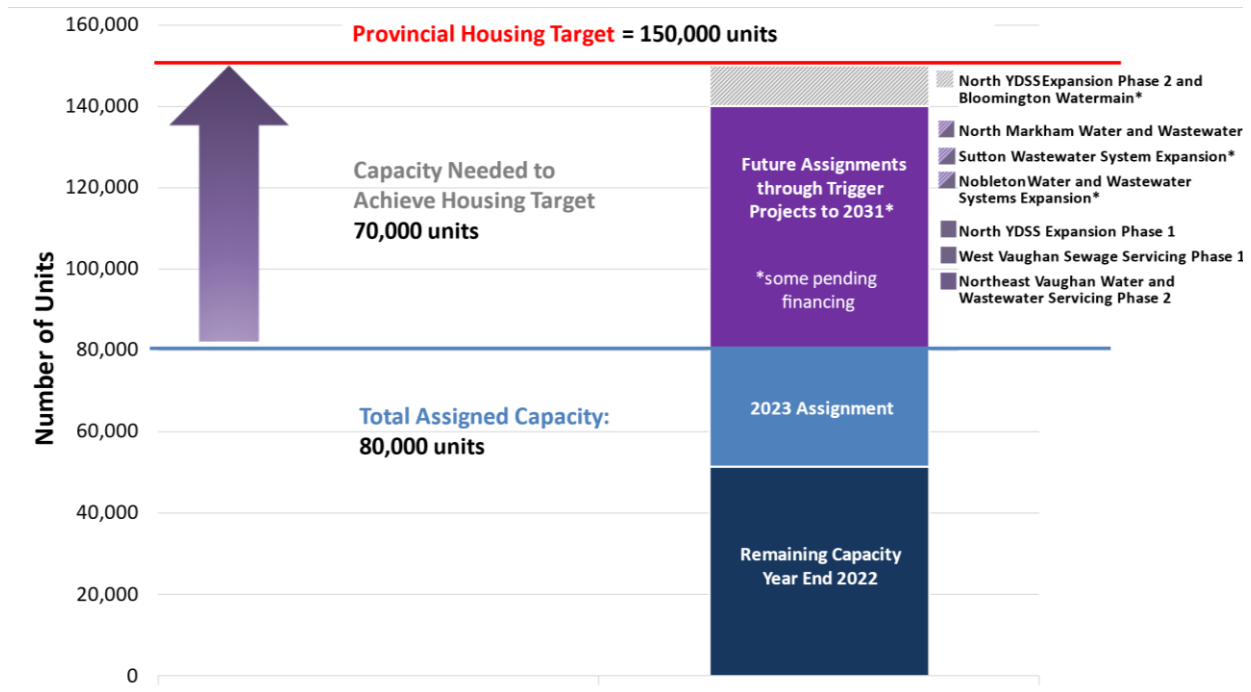 160,000
140,000
120,000
100,000
80,000
60,000
40,000
20,000
0
Number of Units
Provincial Housing Target = 150,000 units
Capacity Needed to
Achieve Housing Target
70,000 units
Total Assigned Capacity:
80,000 units
Future Assignments
through Trigger
Projects to 2031*
*some pending
financing
2023 Assignment
Remaining Capacity
Year End 2022
North YDSSExpansion Phase 2 and
Bloomington Watermain*
North Markham Water and Wastewater
Sutton Wastewater System Expansion*
Nobleton Water and Wastewater
Systems Expansion*
North YDSS Expansion Phase 1
West Vaughan Sewage Servicing Phase 1
Northeast Vaughan Water and
Wastewater Servicing Phase 2